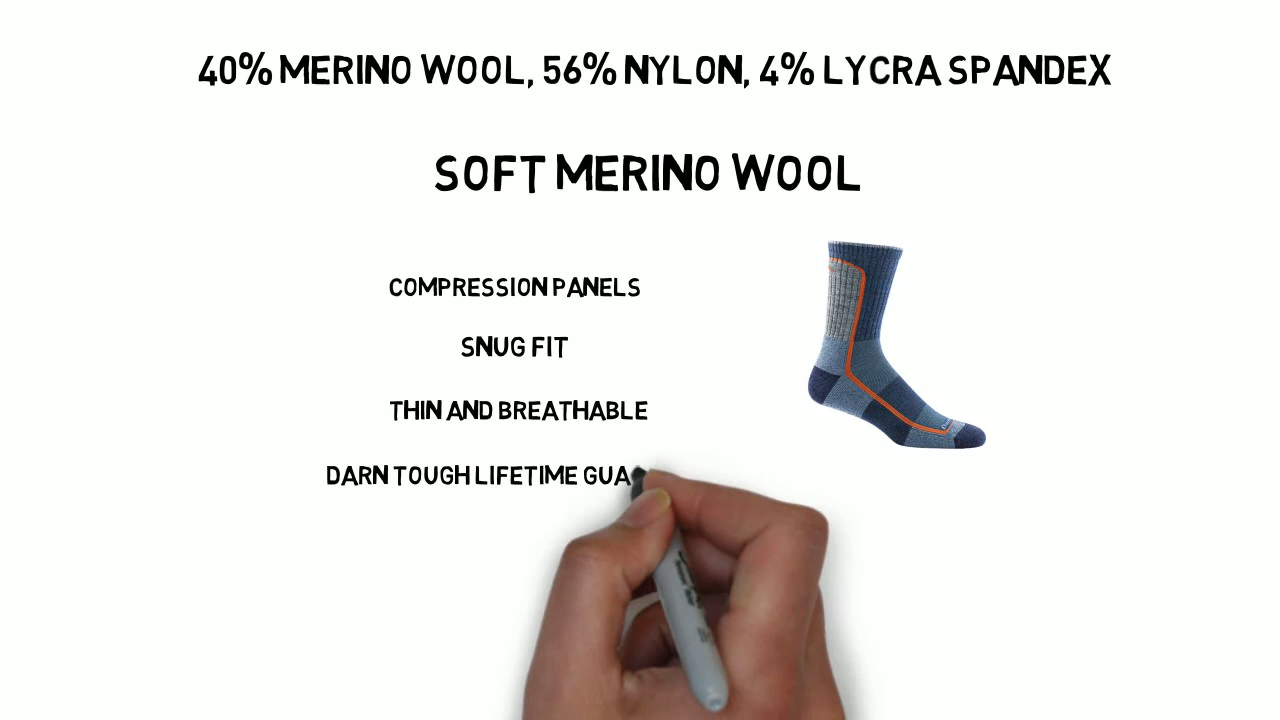 40% MERINO WOOL, 56% NYLON, 4% LYCRA SPANDEX
SOFT MERINO WOOL
COMPRESSION PANELS
SNUG FIT
THIN AND BREATHABLE
DARN TOUGH LIFETIME GUA